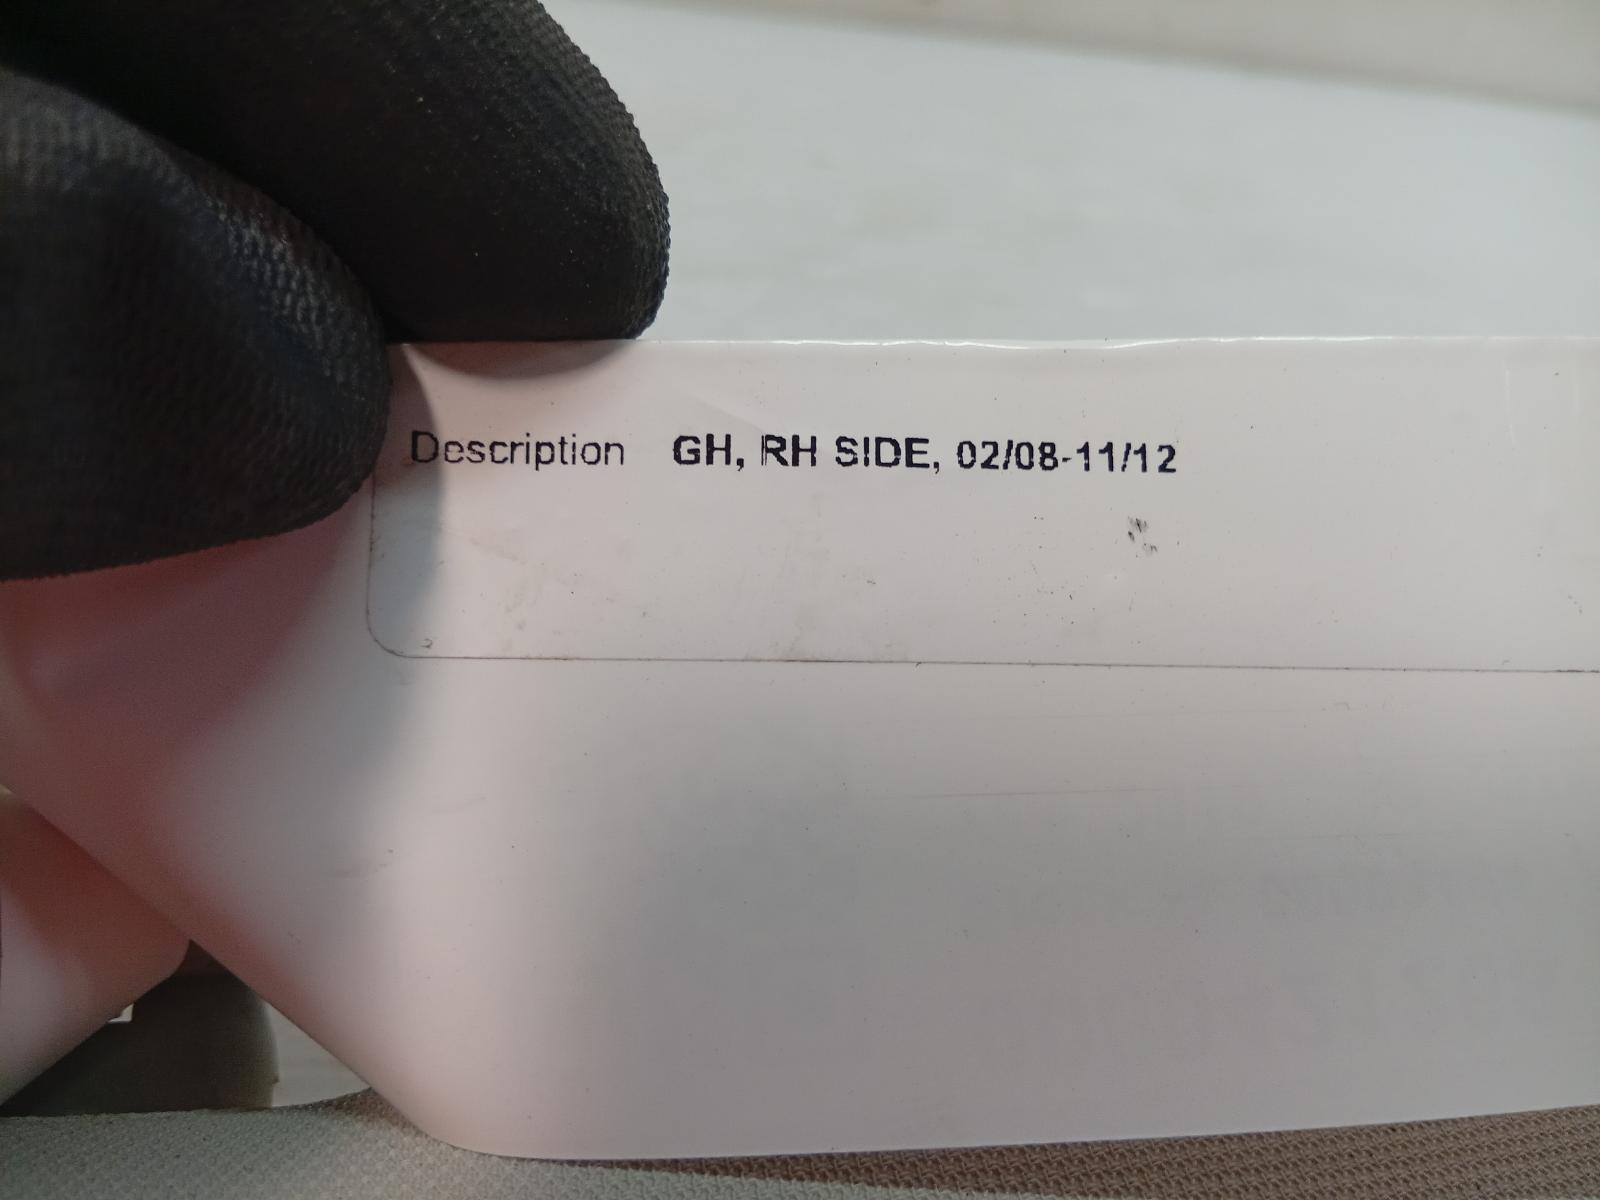 Description GH, RH SIDE, 02/08-11/12